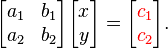 [a₁ b₁] [x] = [c₁]
[a₂ b₂] [y] = [c₂].